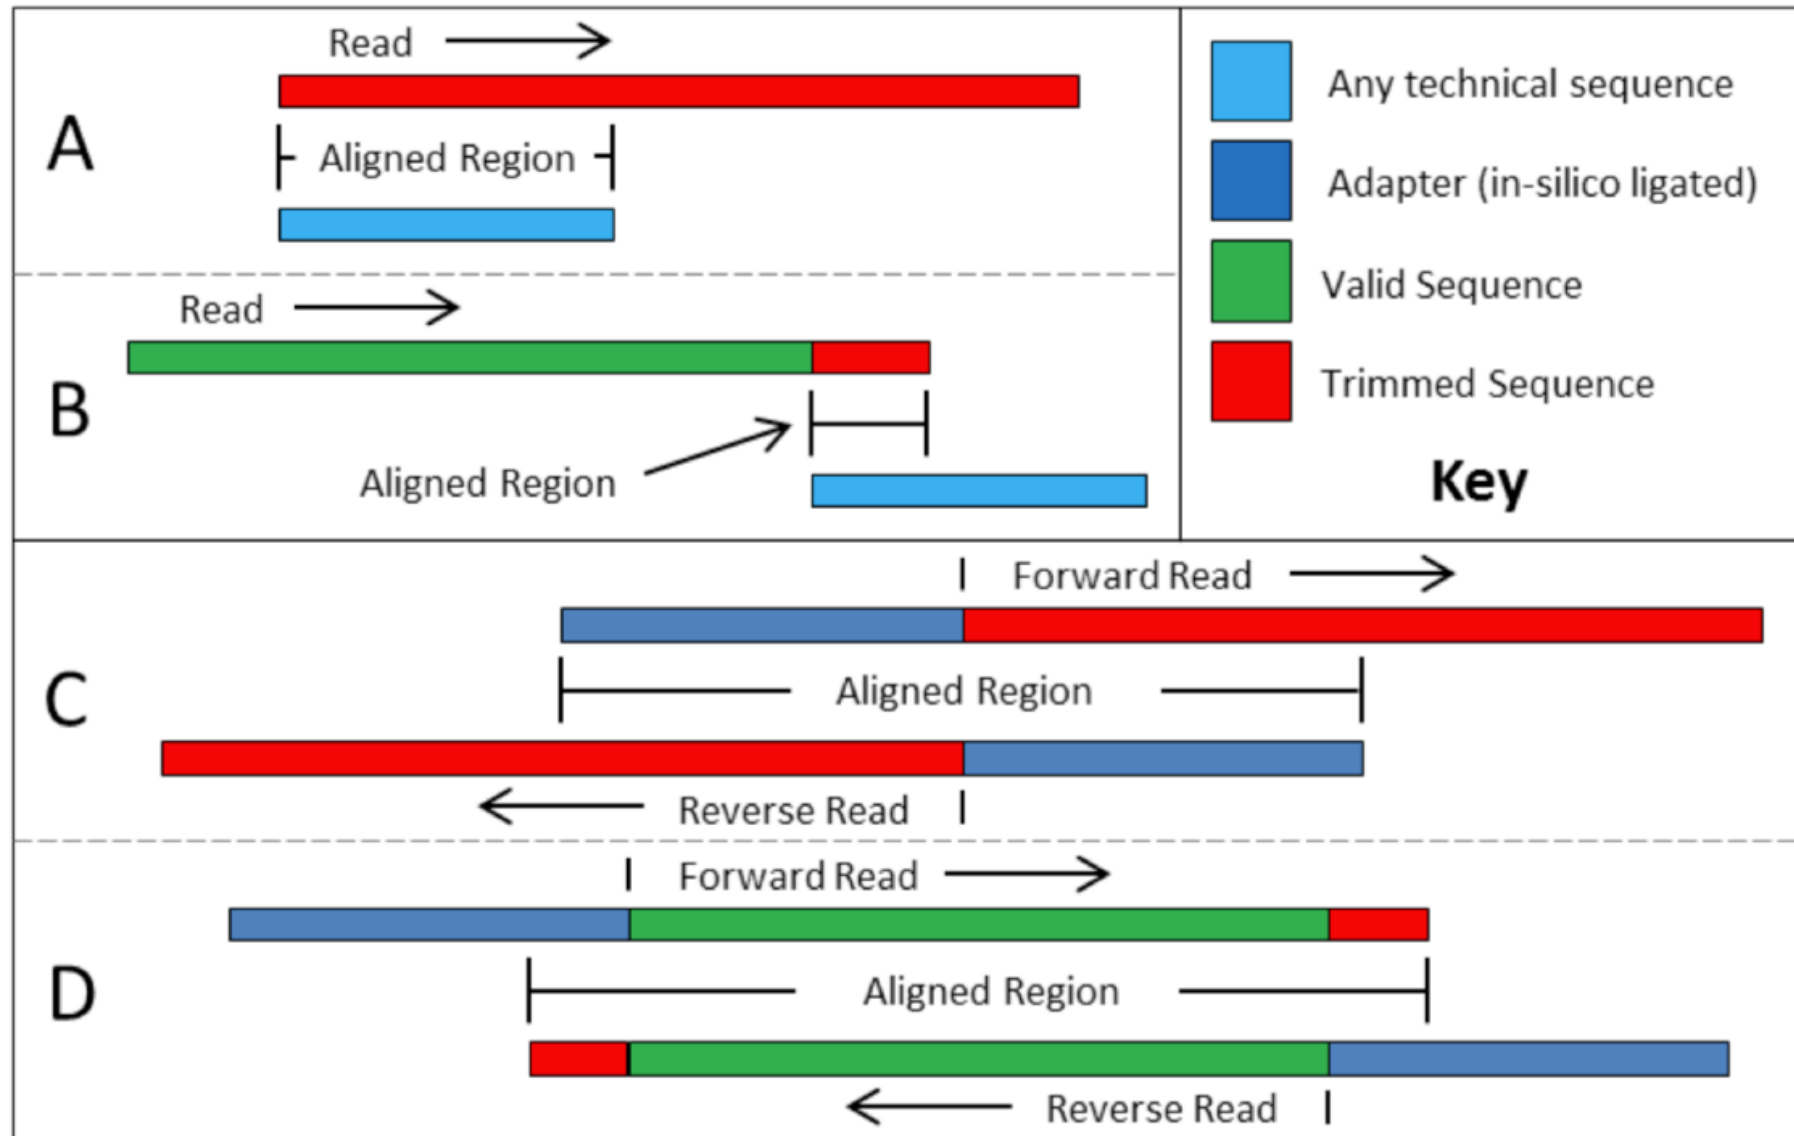 A
Read
Aligned Region
B
Read
Aligned Region
Any technical sequence
Adapter (in-silico ligated)
Valid Sequence
Trimmed Sequence
Key
C
Forward Read
Aligned Region
Reverse Read
D
Forward Read
Aligned Region
Reverse Read